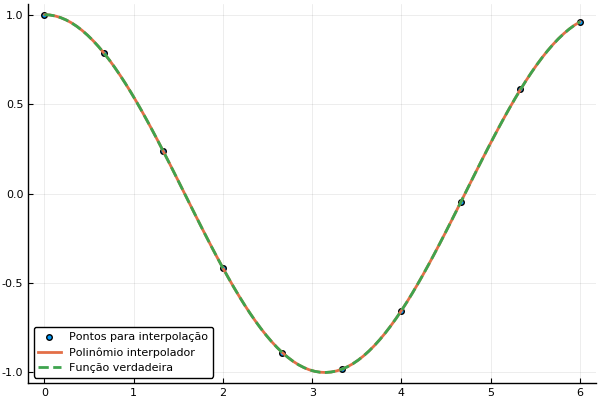 1.0
0.5
0.0
-0.5
-1.0
Pontos para interpolação
Polinômio interpolador
Função verdadeira
0 1 2 3 4 5 6